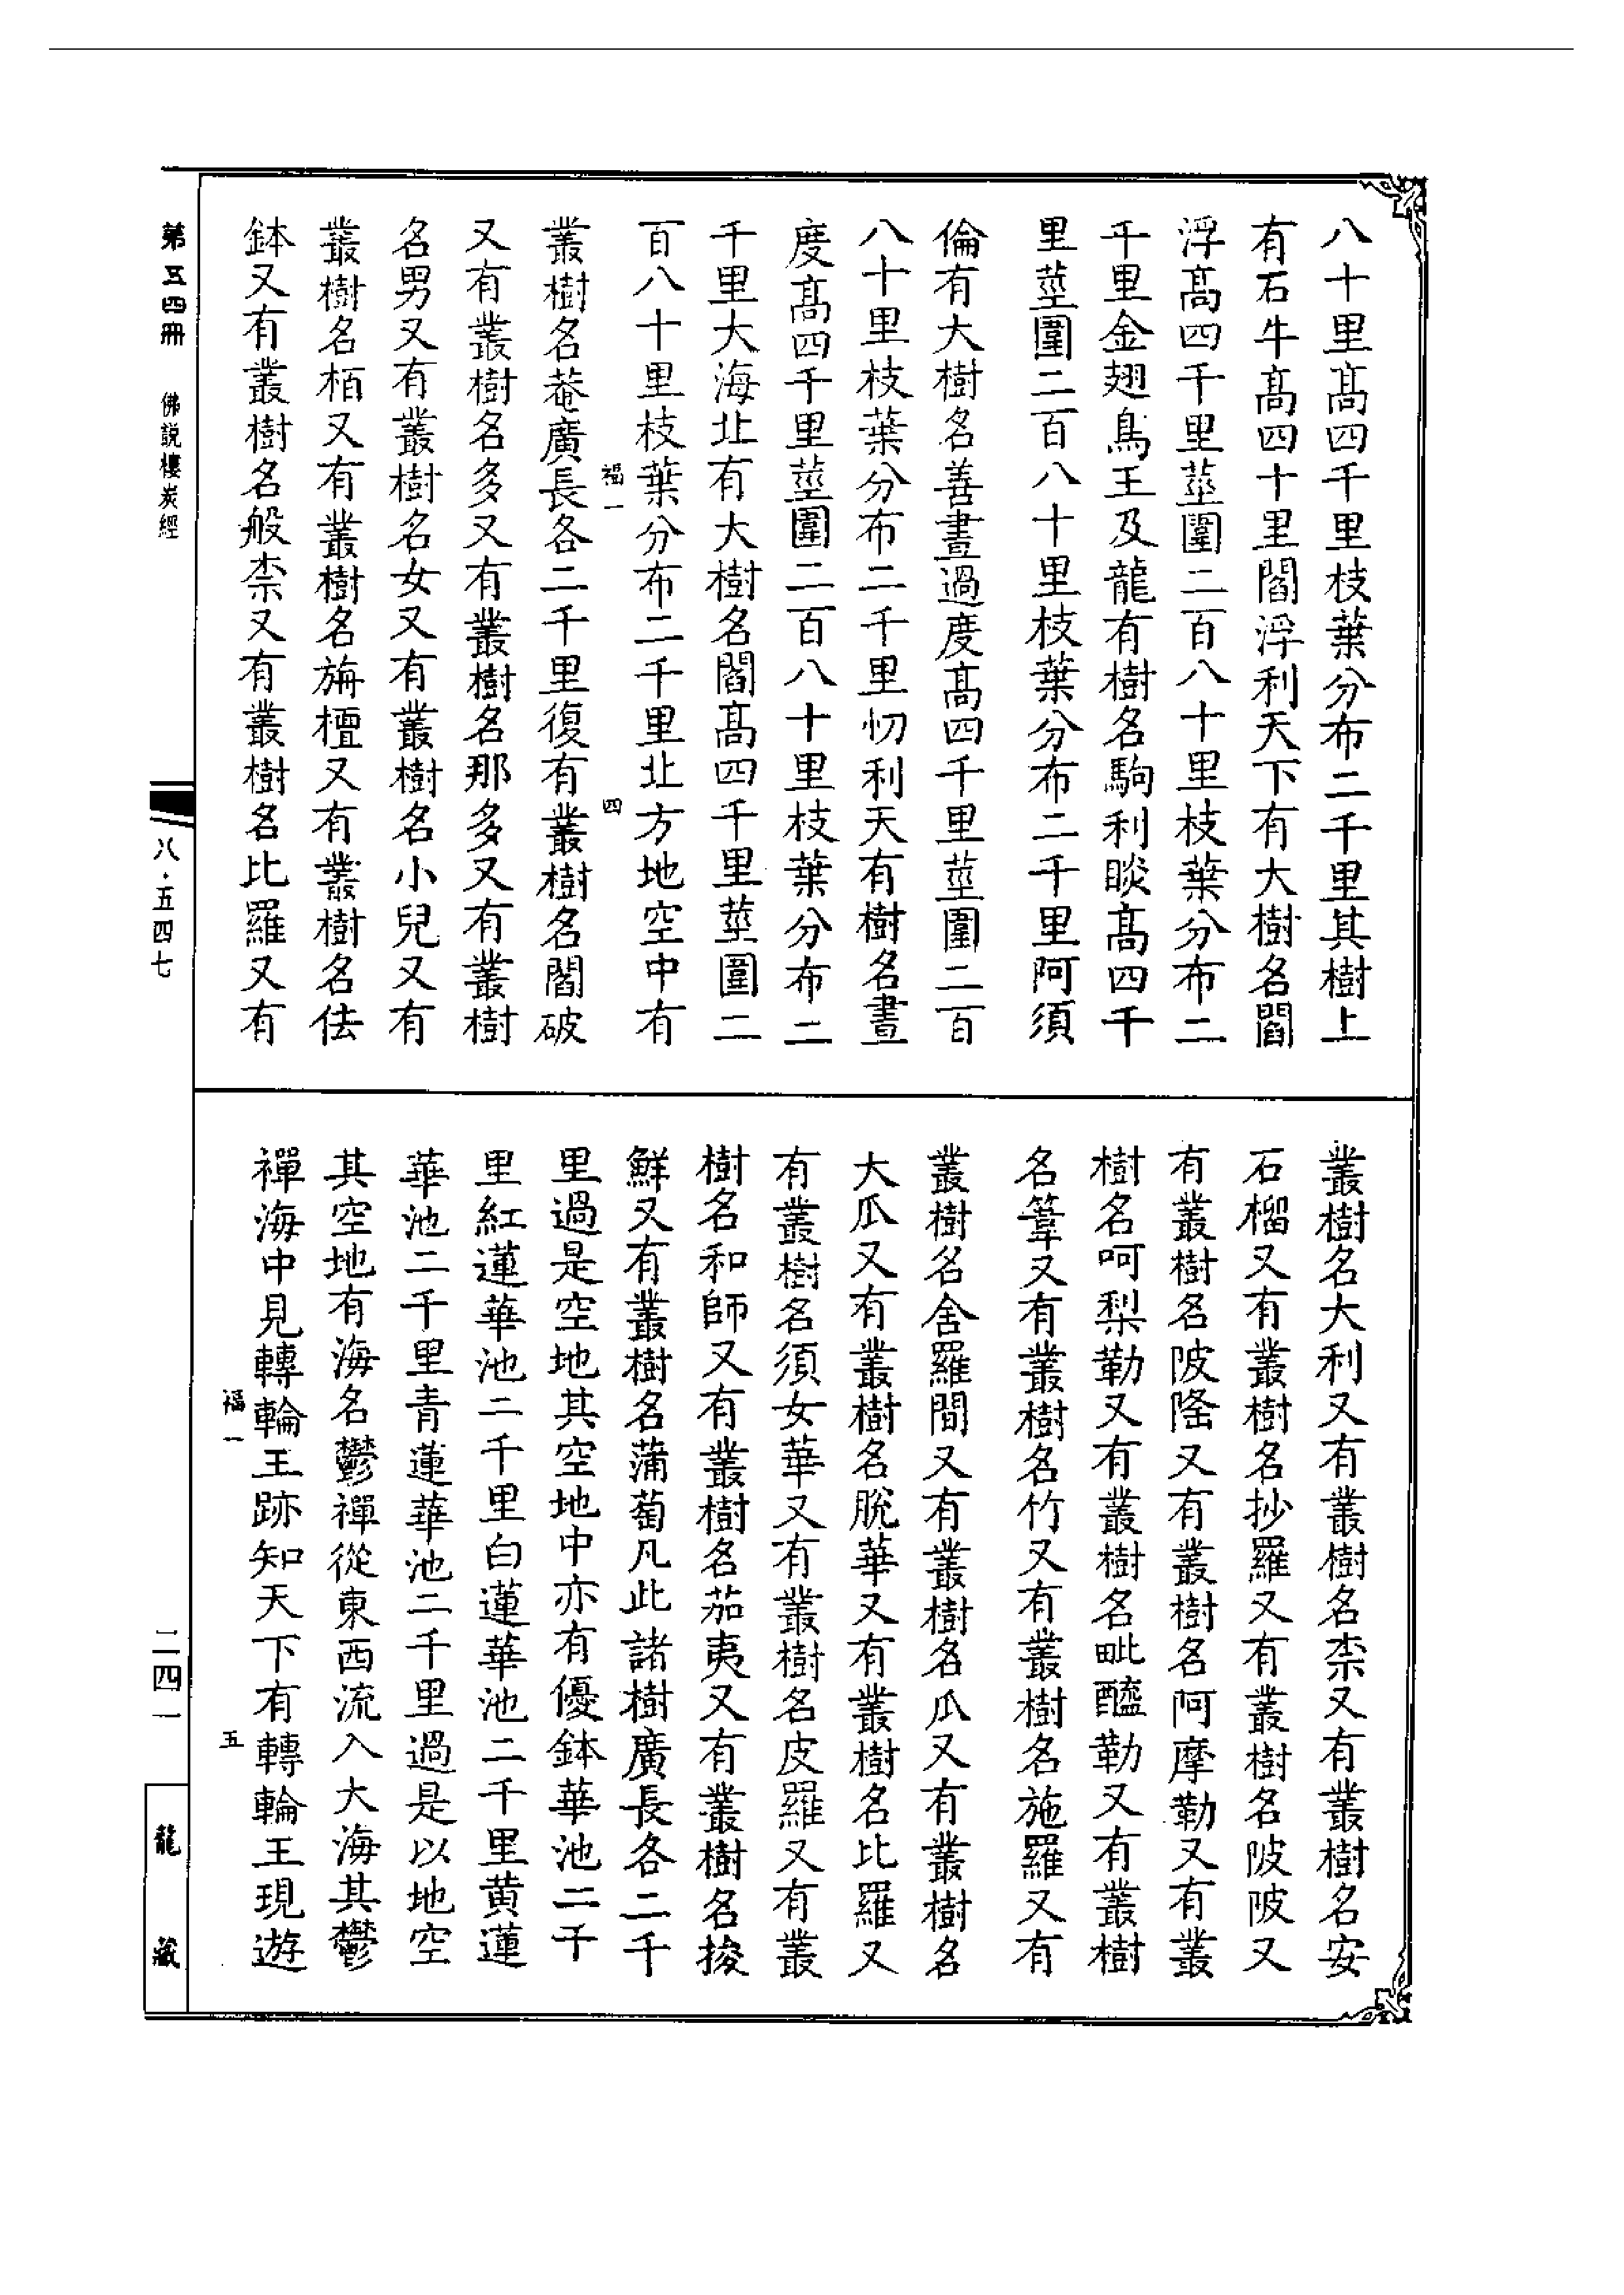 八十里髙四千里枝葉分布二千里其樹上
有石牛髙四十里閻浮利天下有大樹名閻
浮髙四千里莖圍二百八十里枝葉分布二
千里金翅鳥王及龍有樹名駒利睒髙四千
里莖圍二百八十里枝葉分布二千里阿須
倫有大樹名善晝過度髙四千里莖圍二百
八十里枝葉分布二千里忉利天有樹名晝
度髙四千里莖圍二百八十里枝葉分布二
千里大海北有大樹名閻髙四千里莖圍二
百八十里枝葉分布二千里北方地空中有
福一 四
叢樹名菴廣長各二千里復有叢樹名閻破
又有叢樹名多又有叢樹名那多又有叢樹
名男又有叢樹名女又有叢樹名小兒又有
叢樹名栢又有叢樹名旃檀又有叢樹名佉
鉢又有叢樹名般柰又有叢樹名比羅又有
叢樹名大利又有叢樹名柰又有叢樹名安
石榴又有叢樹名抄羅又有叢樹名陂陂又
有叢樹名陂隆又有叢樹名阿摩勒又有叢
樹名呵梨勒又有叢樹名毗醯勒又有叢樹
名葦又有叢樹名竹又有叢樹名施羅又有
叢樹名舍羅間又有叢樹名瓜又有叢樹名
大瓜又有叢樹名脫華又有叢樹名比羅又
有叢樹名須女華又有叢樹名皮羅又有叢
樹名和師又有叢樹名茄夷又有叢樹名挼
鮮又有叢樹名蒲萄凡此諸樹廣長各二千
里過是空地其空地中亦有優鉢華池二千
里紅蓮華池二千里白蓮華池二千里黄蓮
華池二千里青蓮華池二千里過是以地空
其空地有海名鬱禪從東西流入大海其鬱
禪海中見轉輪王跡知天下有轉輪王現遊
福一 五
第五四冊 佛説樓炭經
八·五四七
二四一
龍藏